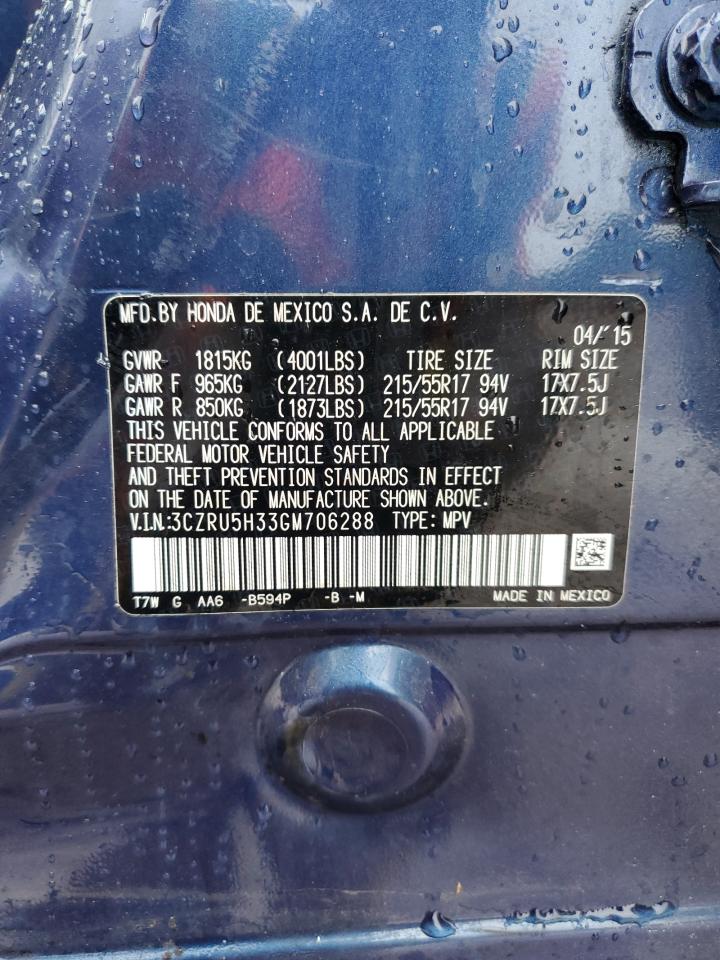 MFD.BY HONDA DE MEXICO S.A. DE C.V.
04/'15
GVWR 1815KG (4001LBS) TIRE SIZE RIM SIZE
GAWR F 965KG (2127LBS) 215/55R17 94V 17X7.5J
GAWR R 850KG (1873LBS) 215/55R17 94V 17X7.5J
THIS VEHICLE CONFORMS TO ALL APPLICABLE
FEDERAL MOTOR VEHICLE SAFETY
AND THEFT PREVENTION STANDARDS IN EFFECT
ON THE DATE OF MANUFACTURE SHOWN ABOVE.
V.I.N.:3CZRU5H33GM706288 TYPE: MPV
T7W G AA6 -B594P -B -M MADE IN MEXICO